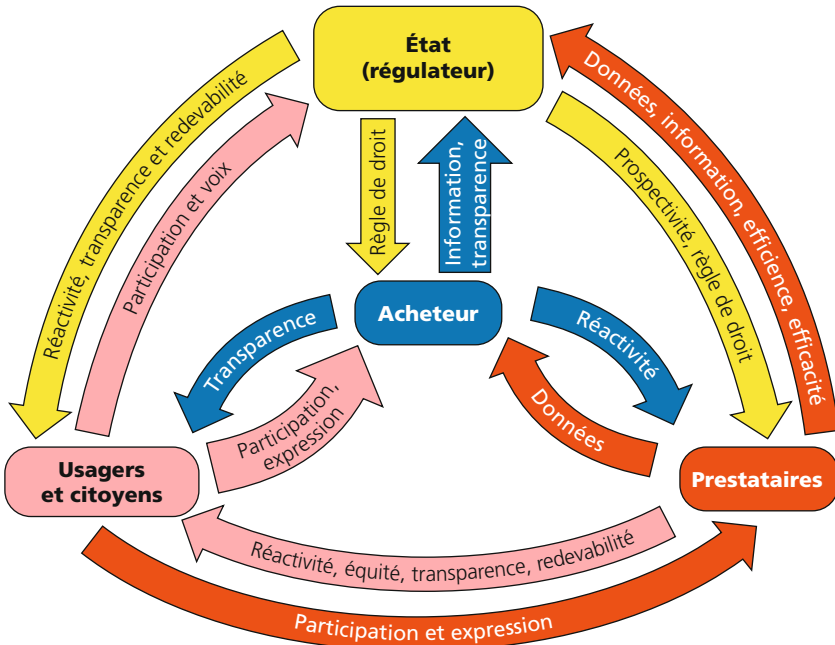 État
(régulateur)
Réactivité, transparence et redevabilité
Participation et voix
Règle de droit
Information,
transparence
Prospectivité, règle de droit
Données, information, efficience, efficacité
Acheteur
Transparence
Participation,
expression
Réactivité
Données
Usagers
et citoyens
Prestataires
Réactivité, équité, transparence, redevabilité
Participation et expression